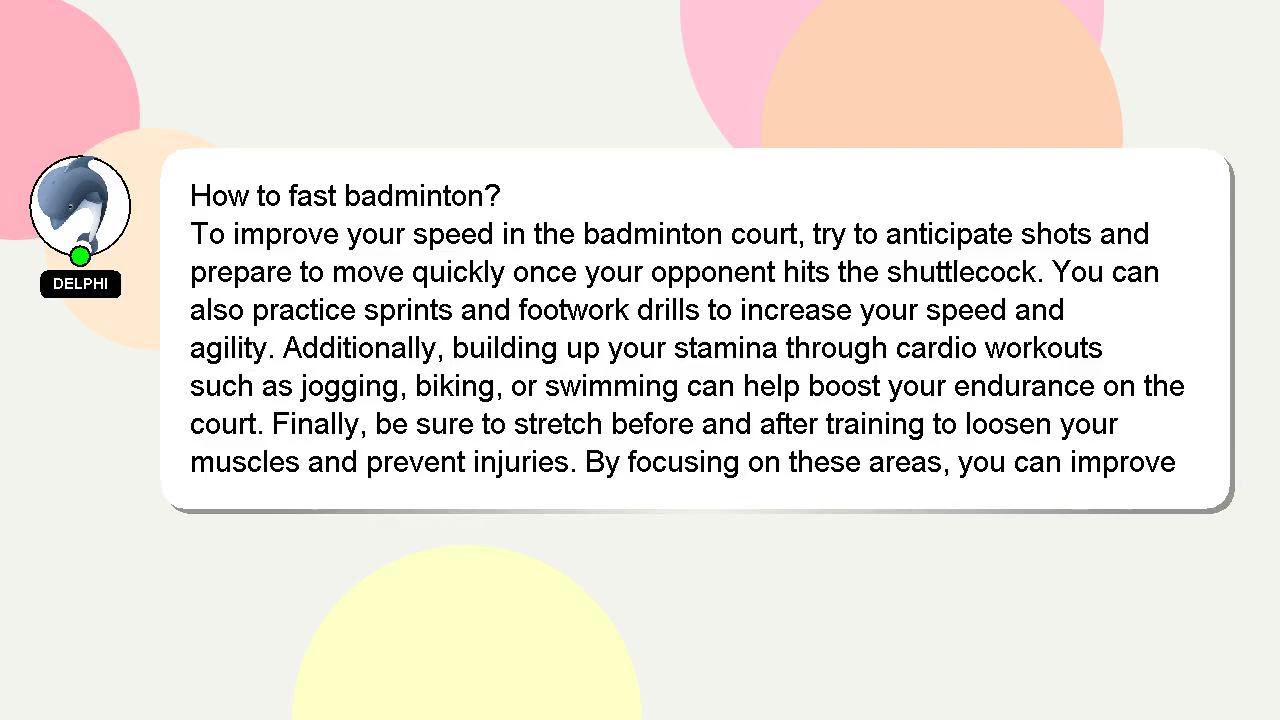 How to fast badminton?
To improve your speed in the badminton court, try to anticipate shots and
prepare to move quickly once your opponent hits the shuttlecock. You can
also practice sprints and footwork drills to increase your speed and
agility. Additionally, building up your stamina through cardio workouts
such as jogging, biking, or swimming can help boost your endurance on the
court. Finally, be sure to stretch before and after training to loosen your
muscles and prevent injuries. By focusing on these areas, you can improve
DELPHI